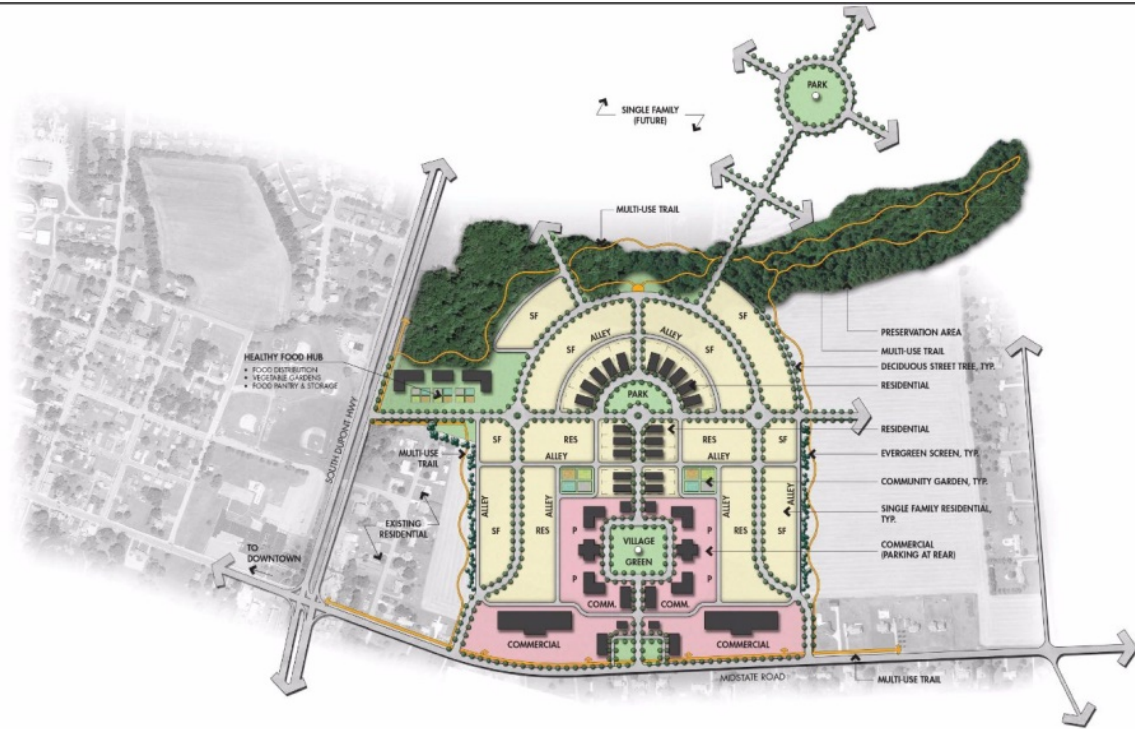 PARK
SINGLE FAMILY
(FUTURE)
MULTI-USE TRAIL
PRESERVATION AREA
MULTI-USE TRAIL
DECIDUOUS STREET TREE, TYP.
RESIDENTIAL
RESIDENTIAL
EVERGREEN SCREEN, TYP.
COMMUNITY GARDEN, TYP.
SINGLE FAMILY RESIDENTIAL,
TYP.
COMMERCIAL
(PARKING AT REAR)
HEALTHY FOOD HUB
• FOOD DISTRIBUTION
• VEGETABLE GARDENS
• FOOD PANTRY & STORAGE
SOUTH DUPONT HWY
MULTI-USE
TRAIL
EXISTING
RESIDENTIAL
TO
DOWNTOWN
SF
SF
SF
ALLEY
ALLEY
SF
SF
PARK
SF
RES
RES
SF
ALLEY
ALLEY
ALLEY
ALLEY
ALLEY
ALLEY
SF
RES
RES
SF
P
P
VILLAGE
GREEN
P
P
COMM.
COMM.
COMMERCIAL
COMMERCIAL
MIDSTATE ROAD
MULTI-USE TRAIL